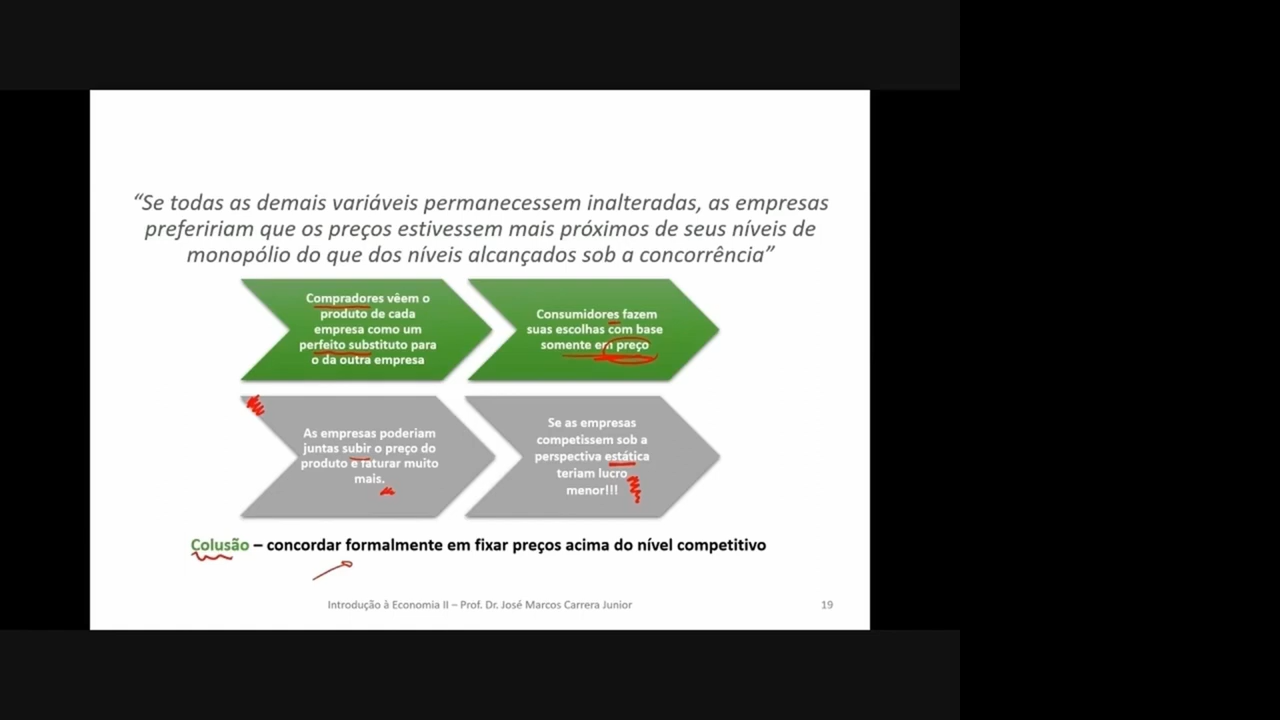 “Se todas as demais variáveis permanecessem inalteradas, as empresas
prefeririam que os preços estivessem mais próximos de seus níveis de
monopólio do que dos níveis alcançados sob a concorrência”
Compradores vêem o
produto de cada
empresa como um
perfeito substituto para
o da outra empresa
Consumidores fazem
suas escolhas com base
somente em preço
As empresas poderiam
juntas subir o preço do
produto e faturar muito
mais.
Se as empresas
competissem sob a
perspectiva estática
teriam lucro
menor!!!
Colusão – concordar formalmente em fixar preços acima do nível competitivo
Introdução à Economia II – Prof. Dr. José Marcos Carrera Junior
19